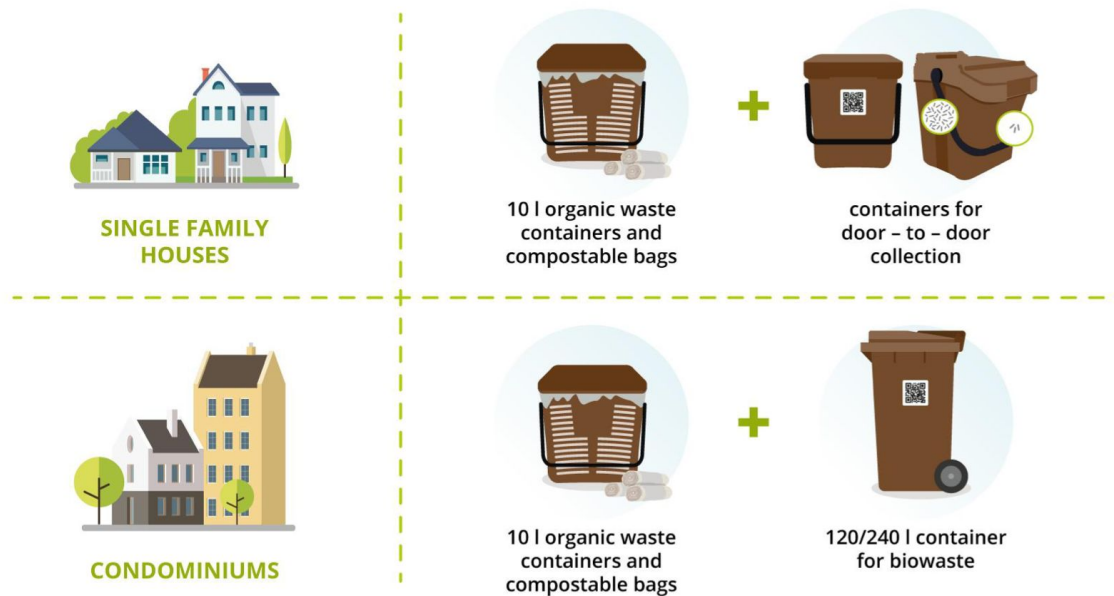 SINGLE FAMILY
HOUSES
10 l organic waste
containers and
compostable bags
containers for
door – to – door
collection
CONDOMINIUMS
10 l organic waste
containers and
compostable bags
120/240 l container
for biowaste